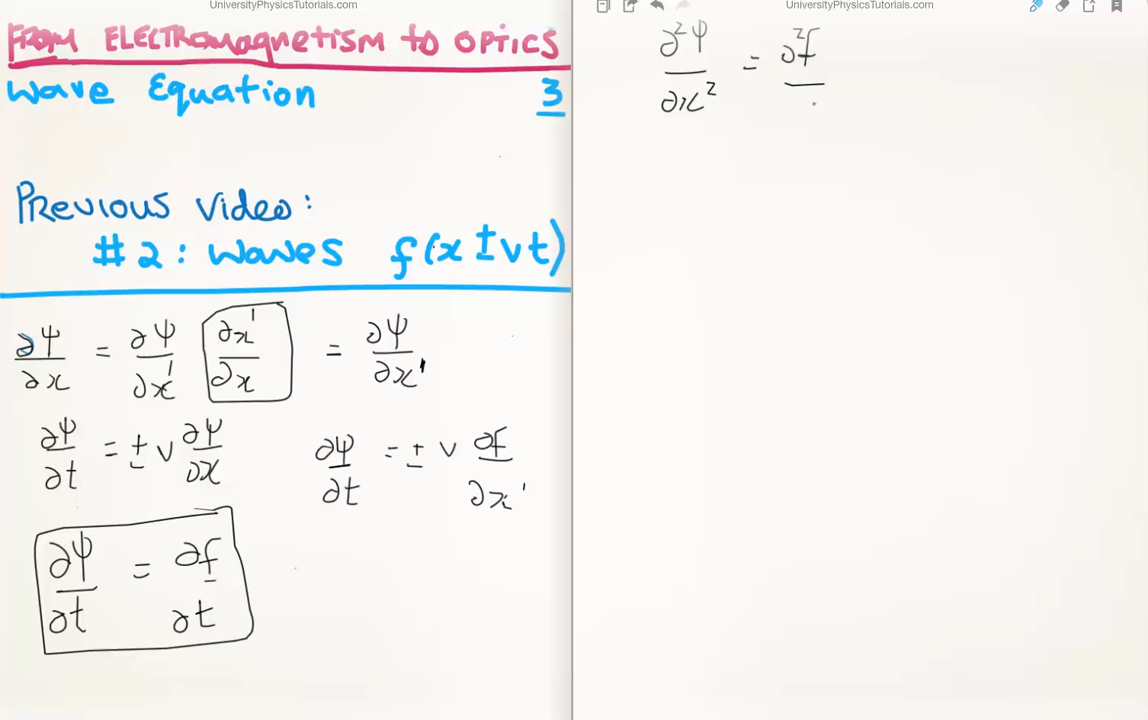 UniversityPhysicsTutorials.com
FROM ELECTROmagnetism to OPTICS
Wave Equation 3
Previous Video:
#2: Waves f(x ± vt)
∂ψ/∂x = ∂ψ/∂x' ∂x'/∂x = ∂ψ/∂x'
∂ψ/∂t = ± v ∂ψ/∂x ∂ψ/∂t = ± v ∂f/∂x'
∂ψ/∂t = ∂f/∂t
UniversityPhysicsTutorials.com
∂²ψ/∂x² = ∂²f/